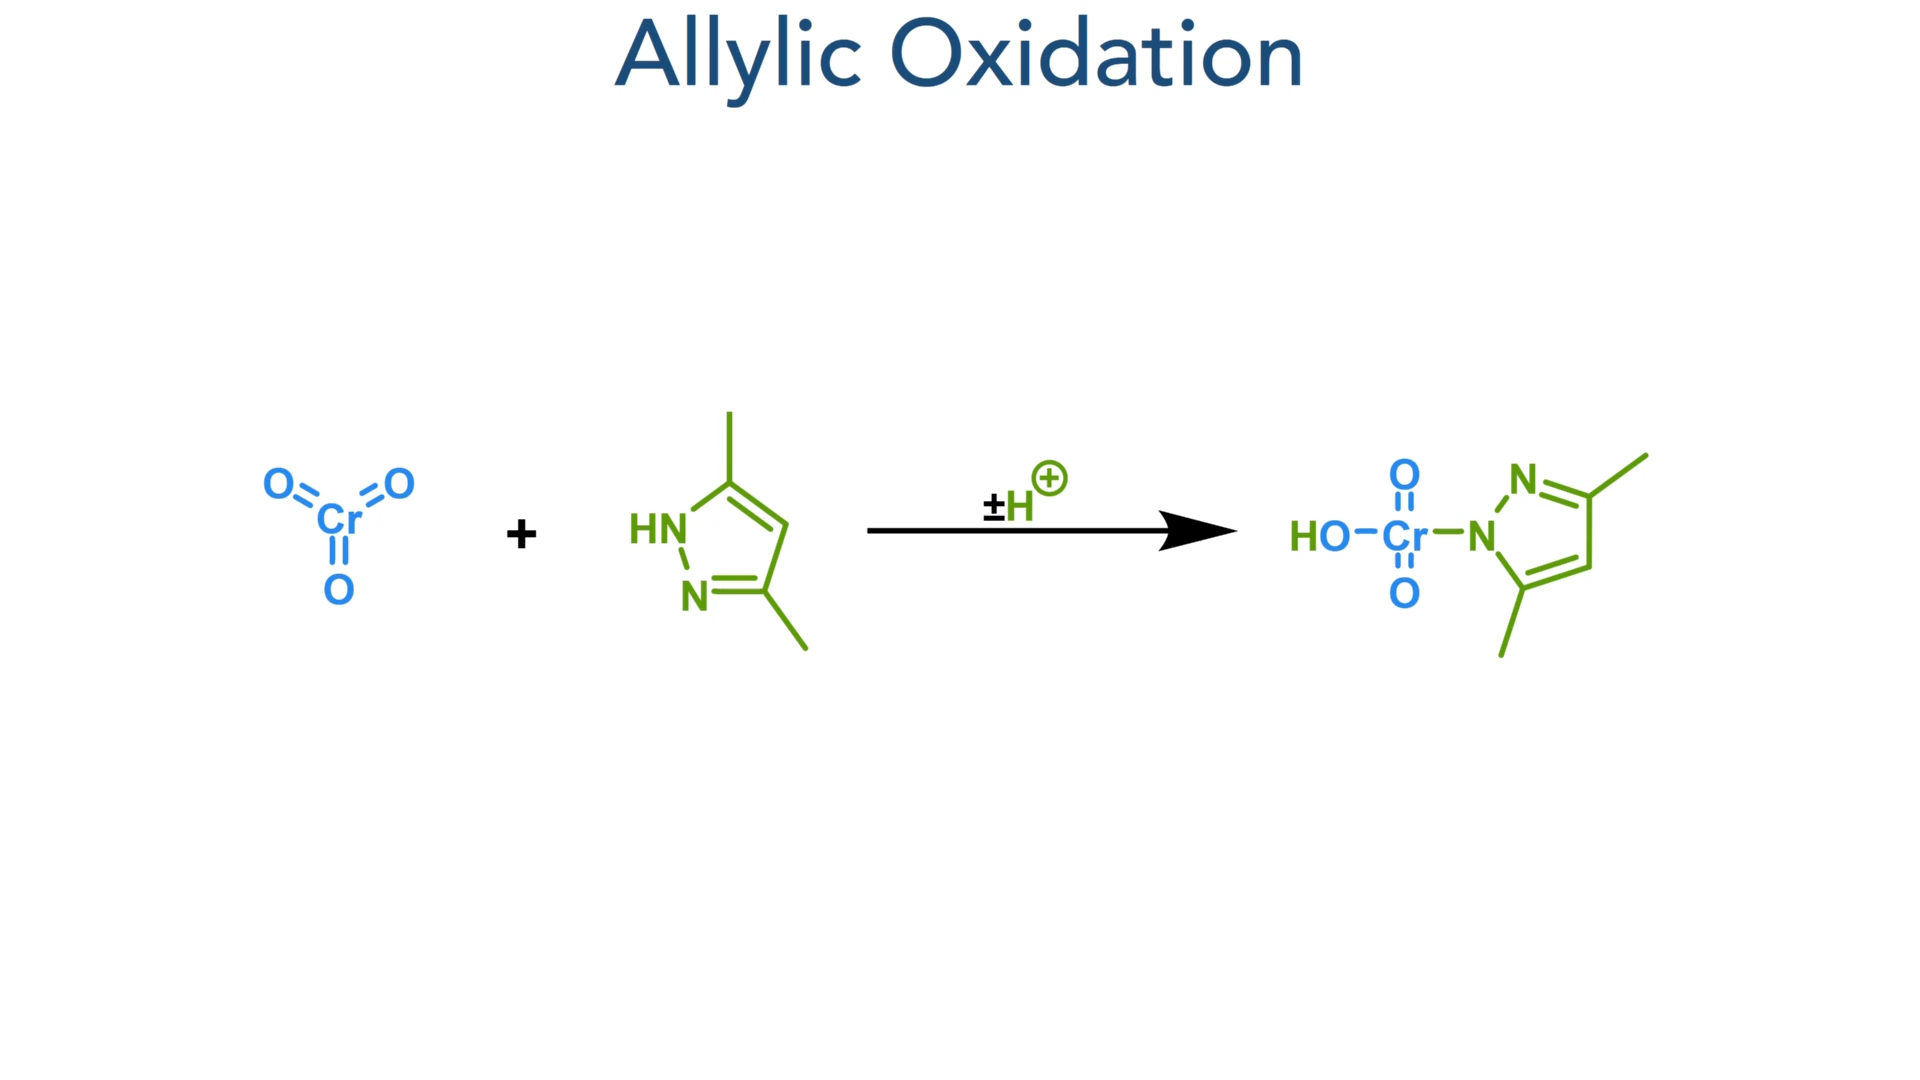 Allylic Oxidation
O O
Cr
O
+
HN
N
±H⊕
O
HO Cr N
N
O